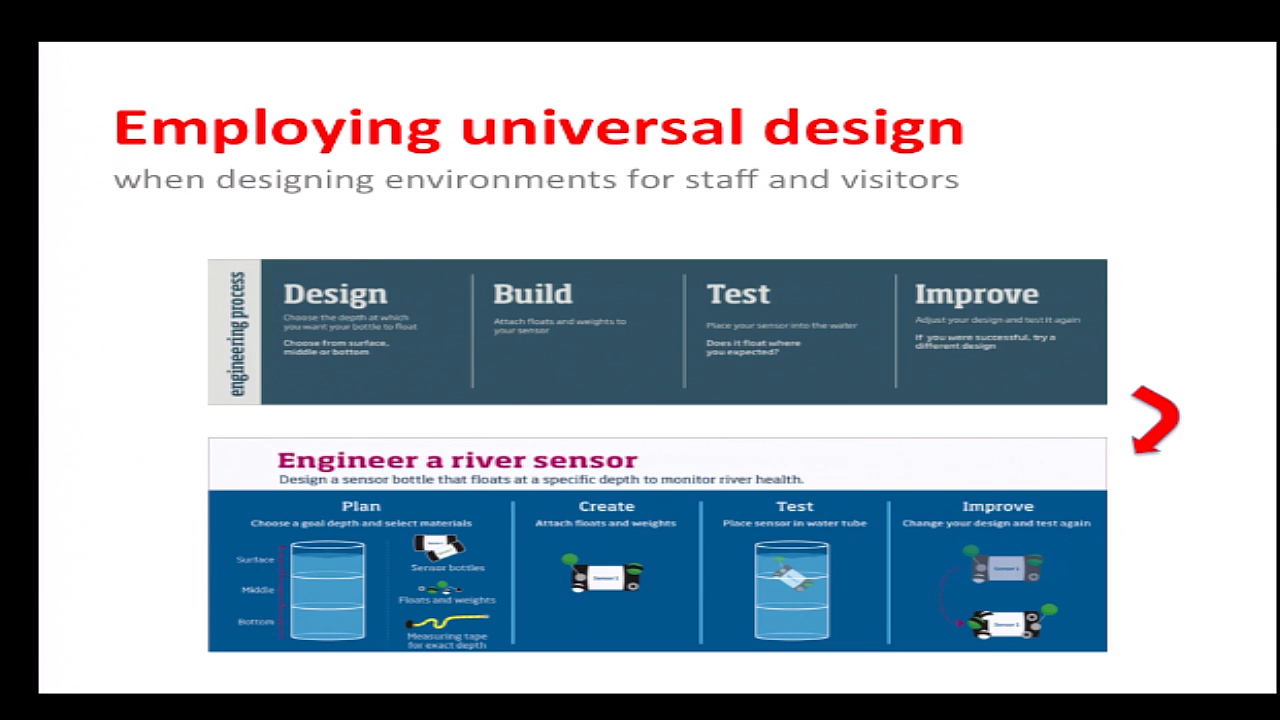 Employing universal design
when designing environments for staff and visitors
engineering process
Design
Choose the depth at which
you want your bottle to float
Choose from surface,
middle or bottom
Build
Attach floats and weights to
your sensor
Test
Place your sensor into the water
Does it float where
you expected?
Improve
Adjust your design and test it again
If you were successful, try a
different design
Engineer a river sensor
Design a sensor bottle that floats at a specific depth to monitor river health.
Plan
Choose a goal depth and select materials
Surface
Middle
Bottom
Sensor bottles
Floats and weights
Measuring tape
for exact depth
Create
Attach floats and weights
Sensor 1
Test
Place sensor in water tube
Improve
Change your design and test again
Sensor 1
Sensor 1